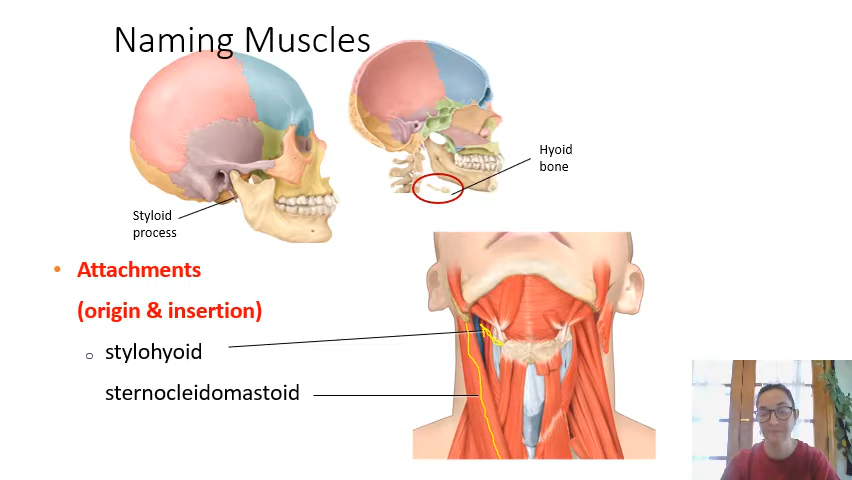 Naming Muscles
Hyoid
bone
Styloid
process
• Attachments
(origin & insertion)
o stylohyoid
sternocleidomastoid